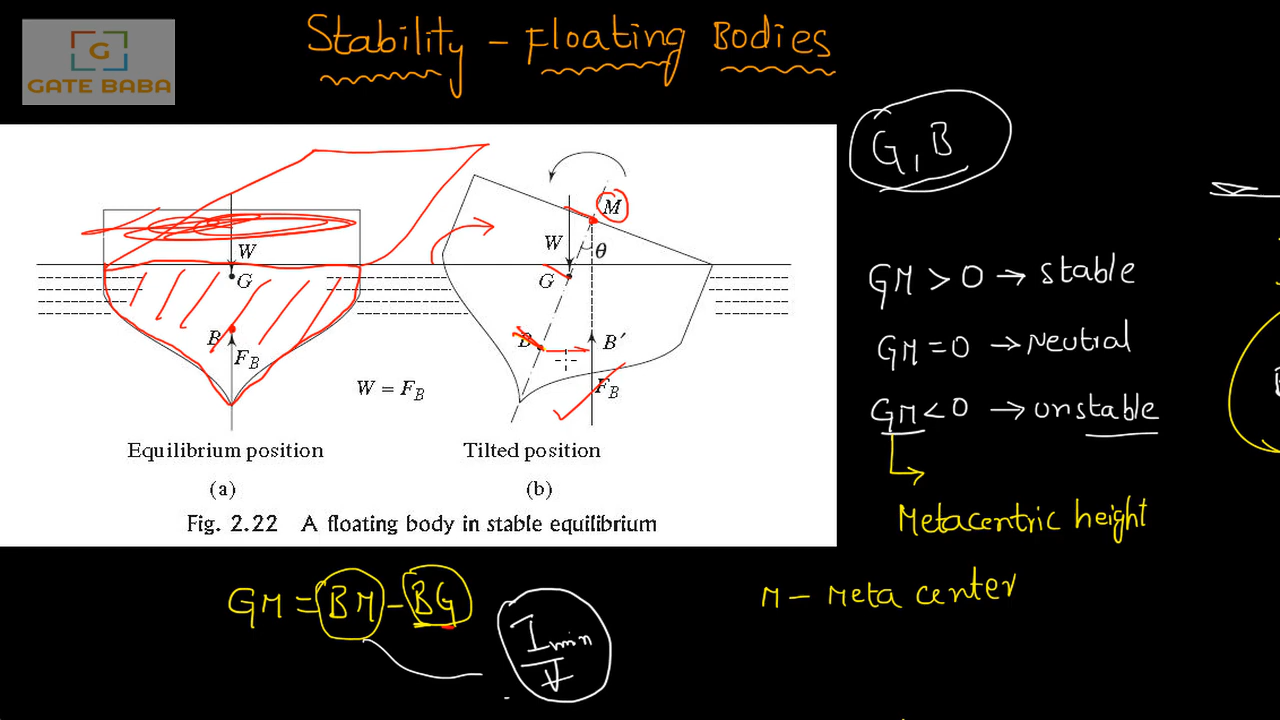 Stability - Floating Bodies
G
GATE BABA
G, B
W
G
B
F_B
W = F_B
Equilibrium position
(a)
M
W
θ
G
B
B′
F_B
Tilted position
(b)
Fig. 2.22 A floating body in stable equilibrium
GM > 0 → stable
GM = 0 → Neutral
GM < 0 → unstable
Metacentric height
GM = BM - BG
I_min
V
M - Meta center